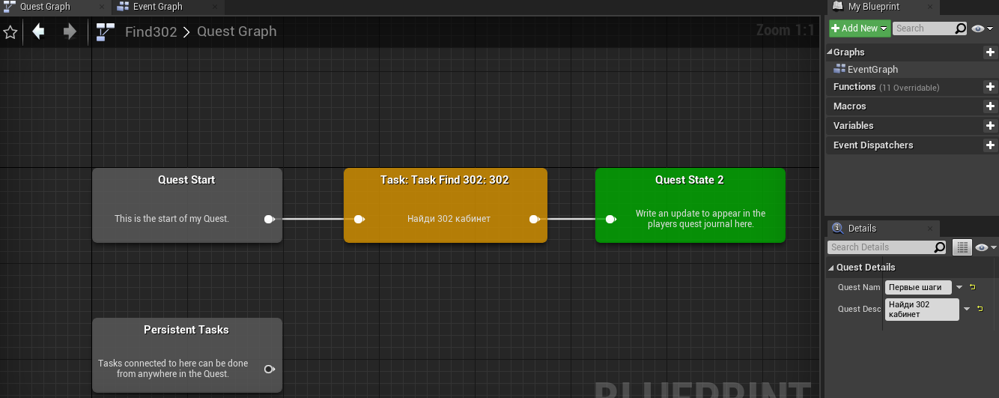 Quest Graph
Event Graph
My Blueprint
Find302 > Quest Graph
Zoom 1:1
Add New
Search
Graphs
EventGraph
Functions (11 Overridable)
Macros
Variables
Event Dispatchers
Quest Start
This is the start of my Quest.
Task: Task Find 302: 302
Найди 302 кабинет
Quest State 2
Write an update to appear in the
players quest journal here.
Details
Search Details
Quest Details
Quest Nam
Первые шаги
Quest Desc
Найди 302
кабинет
Persistent Tasks
Tasks connected to here can be done
from anywhere in the Quest.
BLUEPRINT